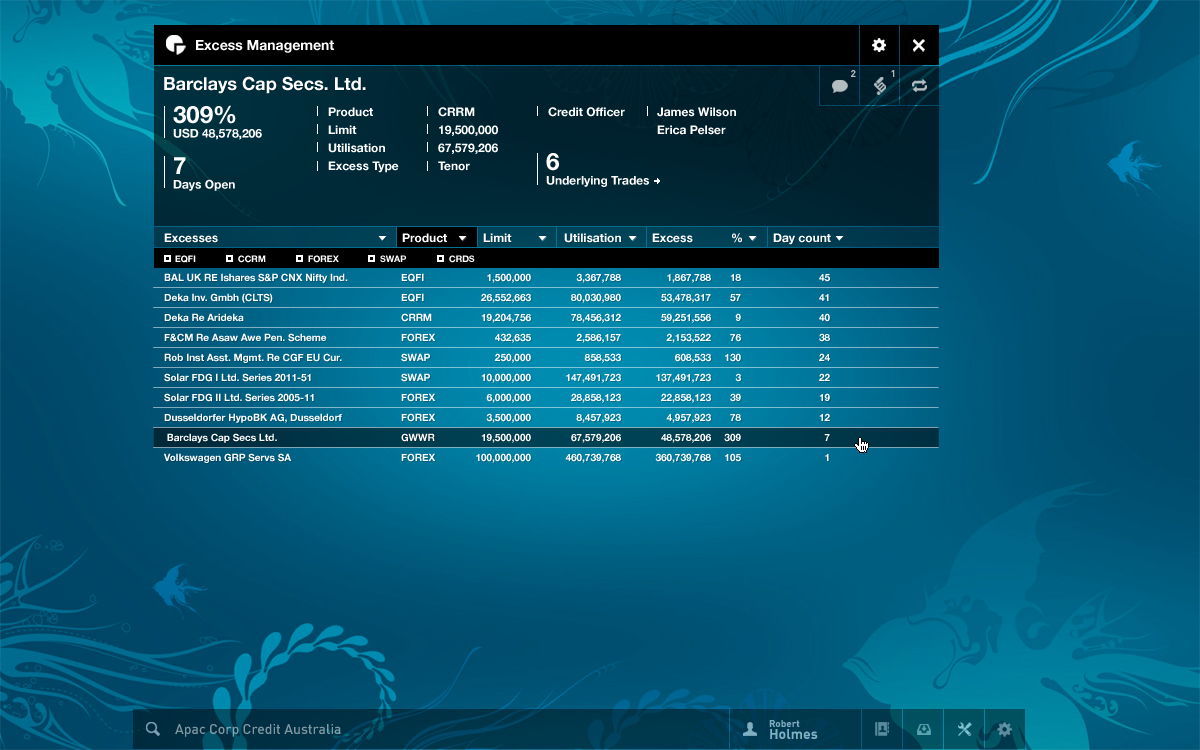 Excess Management
Barclays Cap Secs. Ltd.
2
1
309%
USD 48,578,206
7
Days Open
Product CRRM
Limit 19,500,000
Utilisation 67,579,206
Excess Type Tenor
Credit Officer James Wilson
Erica Pelser
6
Underlying Trades →
Excesses Product Limit Utilisation Excess % Day count
EQFI CCRM FOREX SWAP CRDS
BAL UK RE Ishares S&P CNX Nifty Ind. EQFI 1,500,000 3,367,788 1,867,788 18 45
Deka Inv. Gmbh (CLTS) EQFI 26,552,663 80,030,980 53,478,317 57 41
Deka Re Arideka CRRM 19,204,756 78,456,312 59,251,556 9 40
F&CM Re Asaw Awe Pen. Scheme FOREX 432,635 2,586,157 2,153,522 76 38
Rob Inst Asst. Mgmt. Re CGF EU Cur. SWAP 250,000 858,533 608,533 130 24
Solar FDG I Ltd. Series 2011-51 SWAP 10,000,000 147,491,723 137,491,723 3 22
Solar FDG II Ltd. Series 2005-11 FOREX 6,000,000 28,858,123 22,858,123 39 19
Dusseldorfer HypoBK AG, Dusseldorf FOREX 3,500,000 8,457,923 4,957,923 78 12
Barclays Cap Secs Ltd. GWWR 19,500,000 67,579,206 48,578,206 309 7
Volkswagen GRP Servs SA FOREX 100,000,000 460,739,768 360,739,768 105 1
Apac Corp Credit Australia
Robert
Holmes